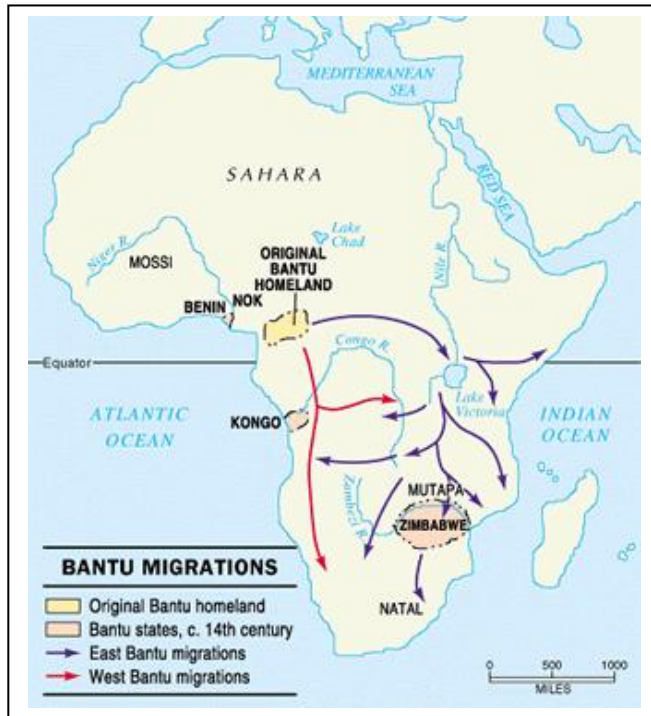 MEDITERRANEAN
SEA
SAHARA
RED SEA
Lake
Chad
Nile R.
Niger R.
MOSSI
ORIGINAL
BANTU
HOMELAND
NOK
BENIN
Congo R.
Equator
Lake
Victoria
ATLANTIC
OCEAN
KONGO
INDIAN
OCEAN
MUTAPA
Zambezi R.
ZIMBABWE
NATAL
BANTU MIGRATIONS
Original Bantu homeland
Bantu states, c. 14th century
East Bantu migrations
West Bantu migrations
0 500 1000
MILES